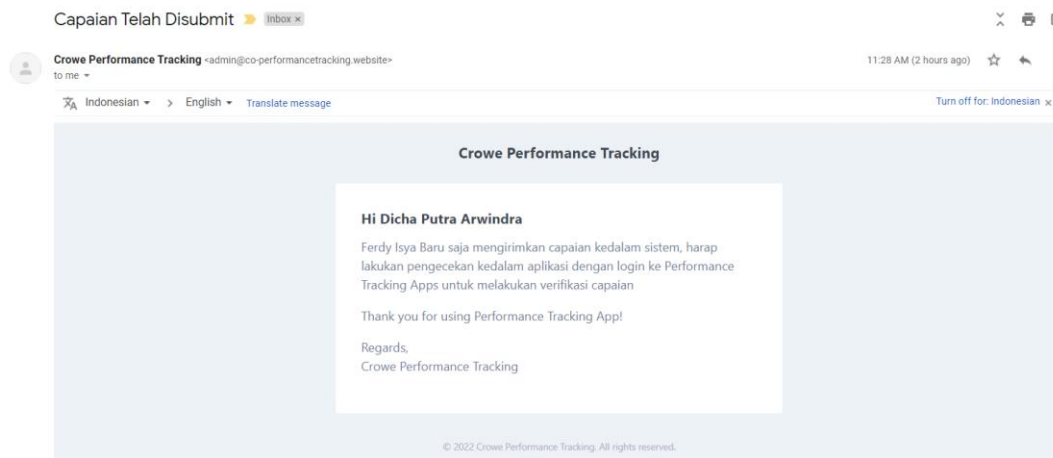 Capaian Telah Disubmit Inbox ×
Crowe Performance Tracking <admin@co-performancetracking.website> 11:28 AM (2 hours ago)
to me
Indonesian > English Translate message Turn off for: Indonesian ×
Crowe Performance Tracking
Hi Dicha Putra Arwindra
Ferdy Isya Baru saja mengirimkan capaian kedalam sistem, harap
lakukan pengecekan kedalam aplikasi dengan login ke Performance
Tracking Apps untuk melakukan verifikasi capaian
Thank you for using Performance Tracking App!
Regards,
Crowe Performance Tracking
© 2022 Crowe Performance Tracking. All rights reserved.